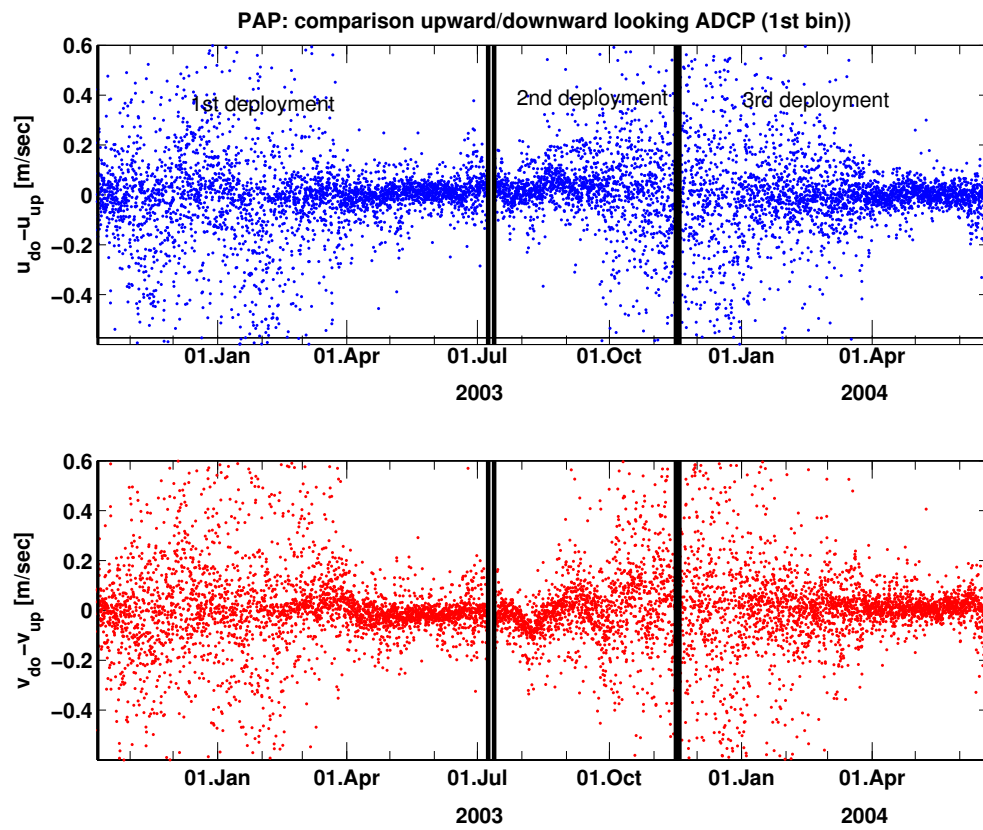 PAP: comparison upward/downward looking ADCP (1st bin))
u_do −u_up [m/sec]
0.6
0.4
0.2
0
−0.2
−0.4
1st deployment
2nd deployment
3rd deployment
01.Jan 01.Apr 01.Jul 01.Oct 01.Jan 01.Apr
2003 2004
v_do −v_up [m/sec]
0.6
0.4
0.2
0
−0.2
−0.4
01.Jan 01.Apr 01.Jul 01.Oct 01.Jan 01.Apr
2003 2004